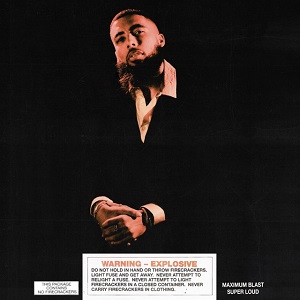 WARNING – EXPLOSIVE
DO NOT HOLD IN HAND OR THROW FIRECRACKERS.
LIGHT FUSE AND GET AWAY. NEVER ATTEMPT TO
RELIGHT A FUSE. NEVER ATTEMPT TO LIGHT
FIRECRACKERS IN A CLOSED CONTAINER. NEVER
CARRY FIRECRACKERS IN CLOTHING.
THIS PACKAGE
CONTAINS
NO FIRECRACKERS
MAXIMUM BLAST
SUPER LOUD